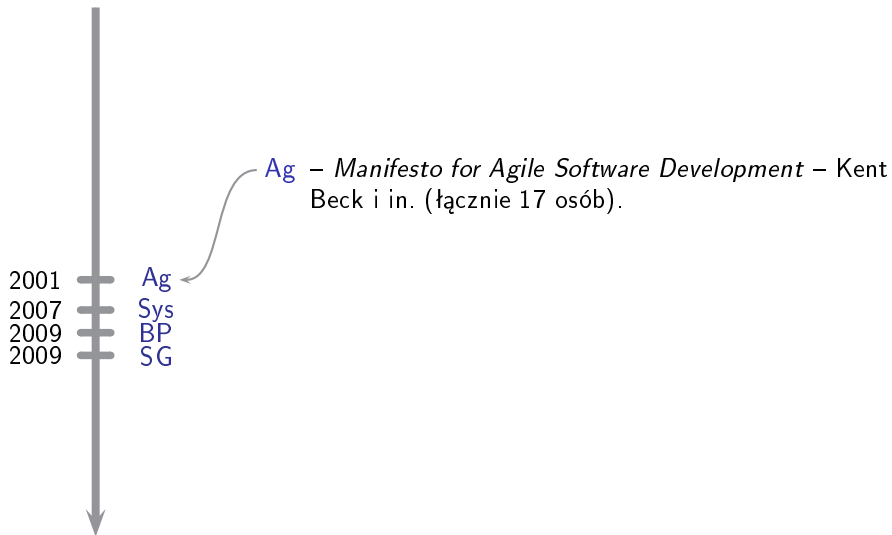 Ag – Manifesto for Agile Software Development – Kent
Beck i in. (łącznie 17 osób).
2001 Ag
2007 Sys
2009 BP
2009 SG